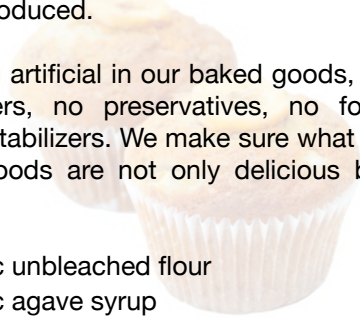 oduced.
artificial in our baked goods,
ers, no preservatives, no fo
tabilizers. We make sure what
oods are not only delicious b
c unbleached flour
c agave syrup